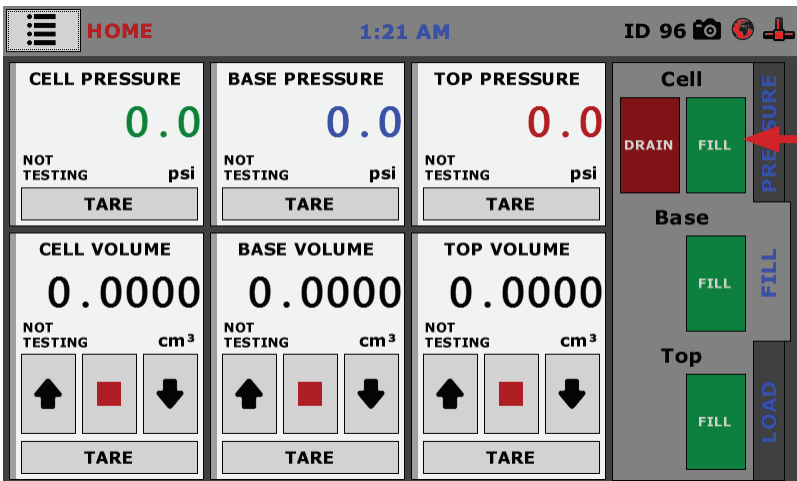 HOME
1:21 AM
ID 96
CELL PRESSURE
0.0
NOT
TESTING
psi
TARE
BASE PRESSURE
0.0
NOT
TESTING
psi
TARE
TOP PRESSURE
0.0
NOT
TESTING
psi
TARE
CELL VOLUME
0.0000
NOT
TESTING
cm³
TARE
BASE VOLUME
0.0000
NOT
TESTING
cm³
TARE
TOP VOLUME
0.0000
NOT
TESTING
cm³
TARE
Cell
DRAIN
FILL
Base
FILL
Top
FILL
PRESSURE
FILL
LOAD